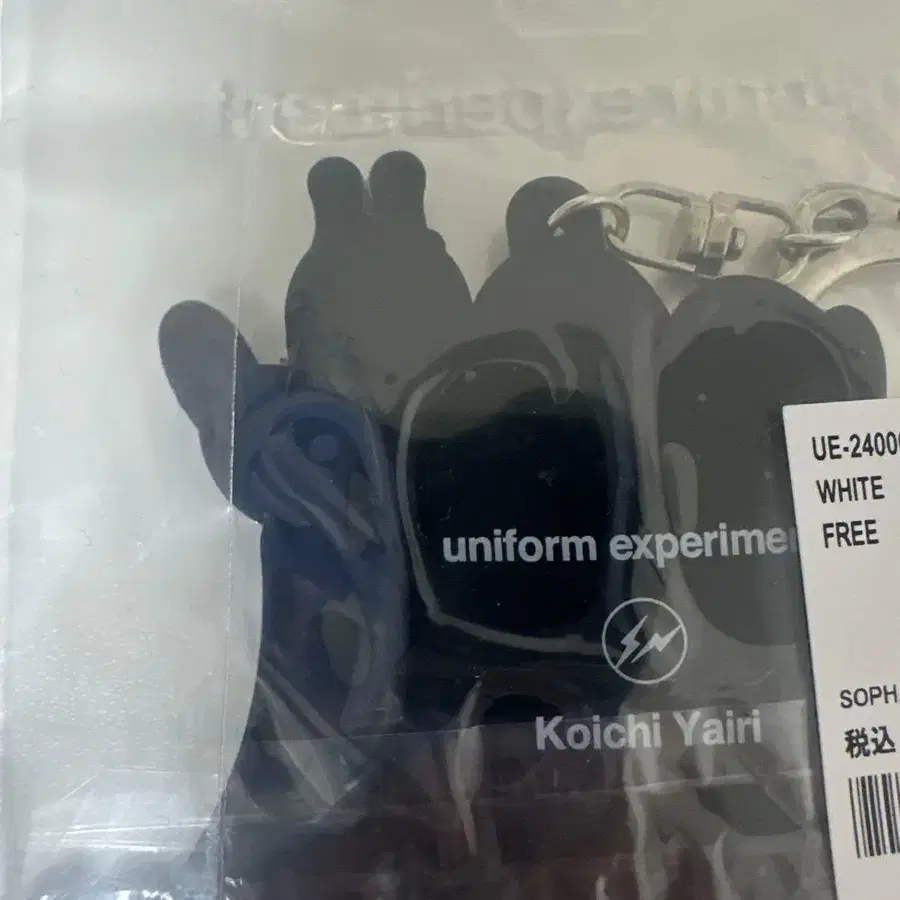 uniform experime
Koichi Yairi
UE-2400
WHITE
FREE
SOPH.
税込